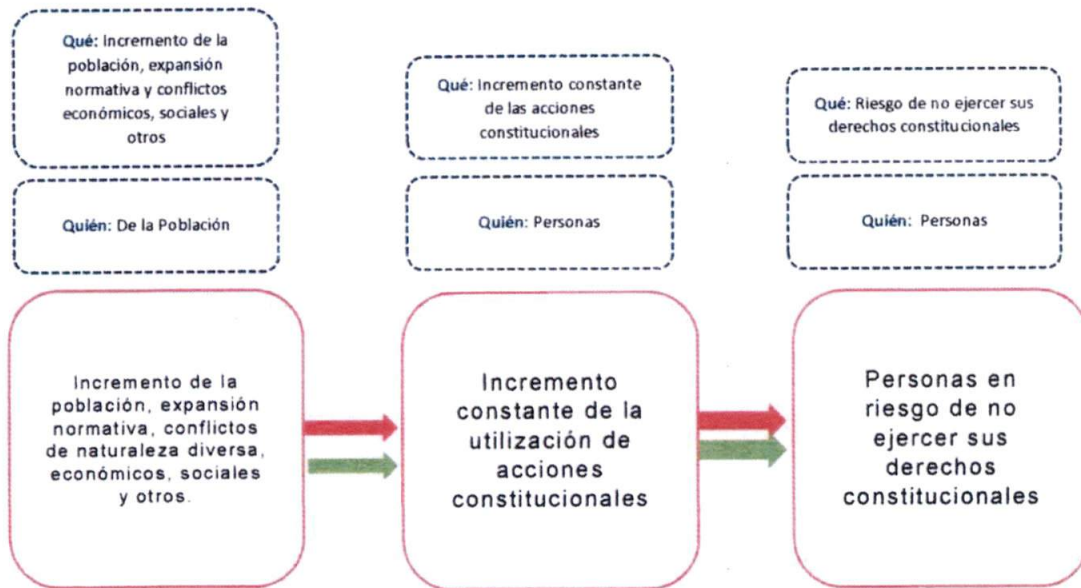 Qué: Incremento de la
población, expansión
normativa y conflictos
económicos, sociales y
otros
Quién: De la Población
Qué: Incremento constante
de las acciones
constitucionales
Quién: Personas
Qué: Riesgo de no ejercer sus
derechos constitucionales
Quién: Personas
Incremento de la
población, expansión
normativa, conflictos
de naturaleza diversa,
económicos, sociales
y otros.
Incremento
constante de la
utilización de
acciones
constitucionales
Personas en
riesgo de no
ejercer sus
derechos
constitucionales